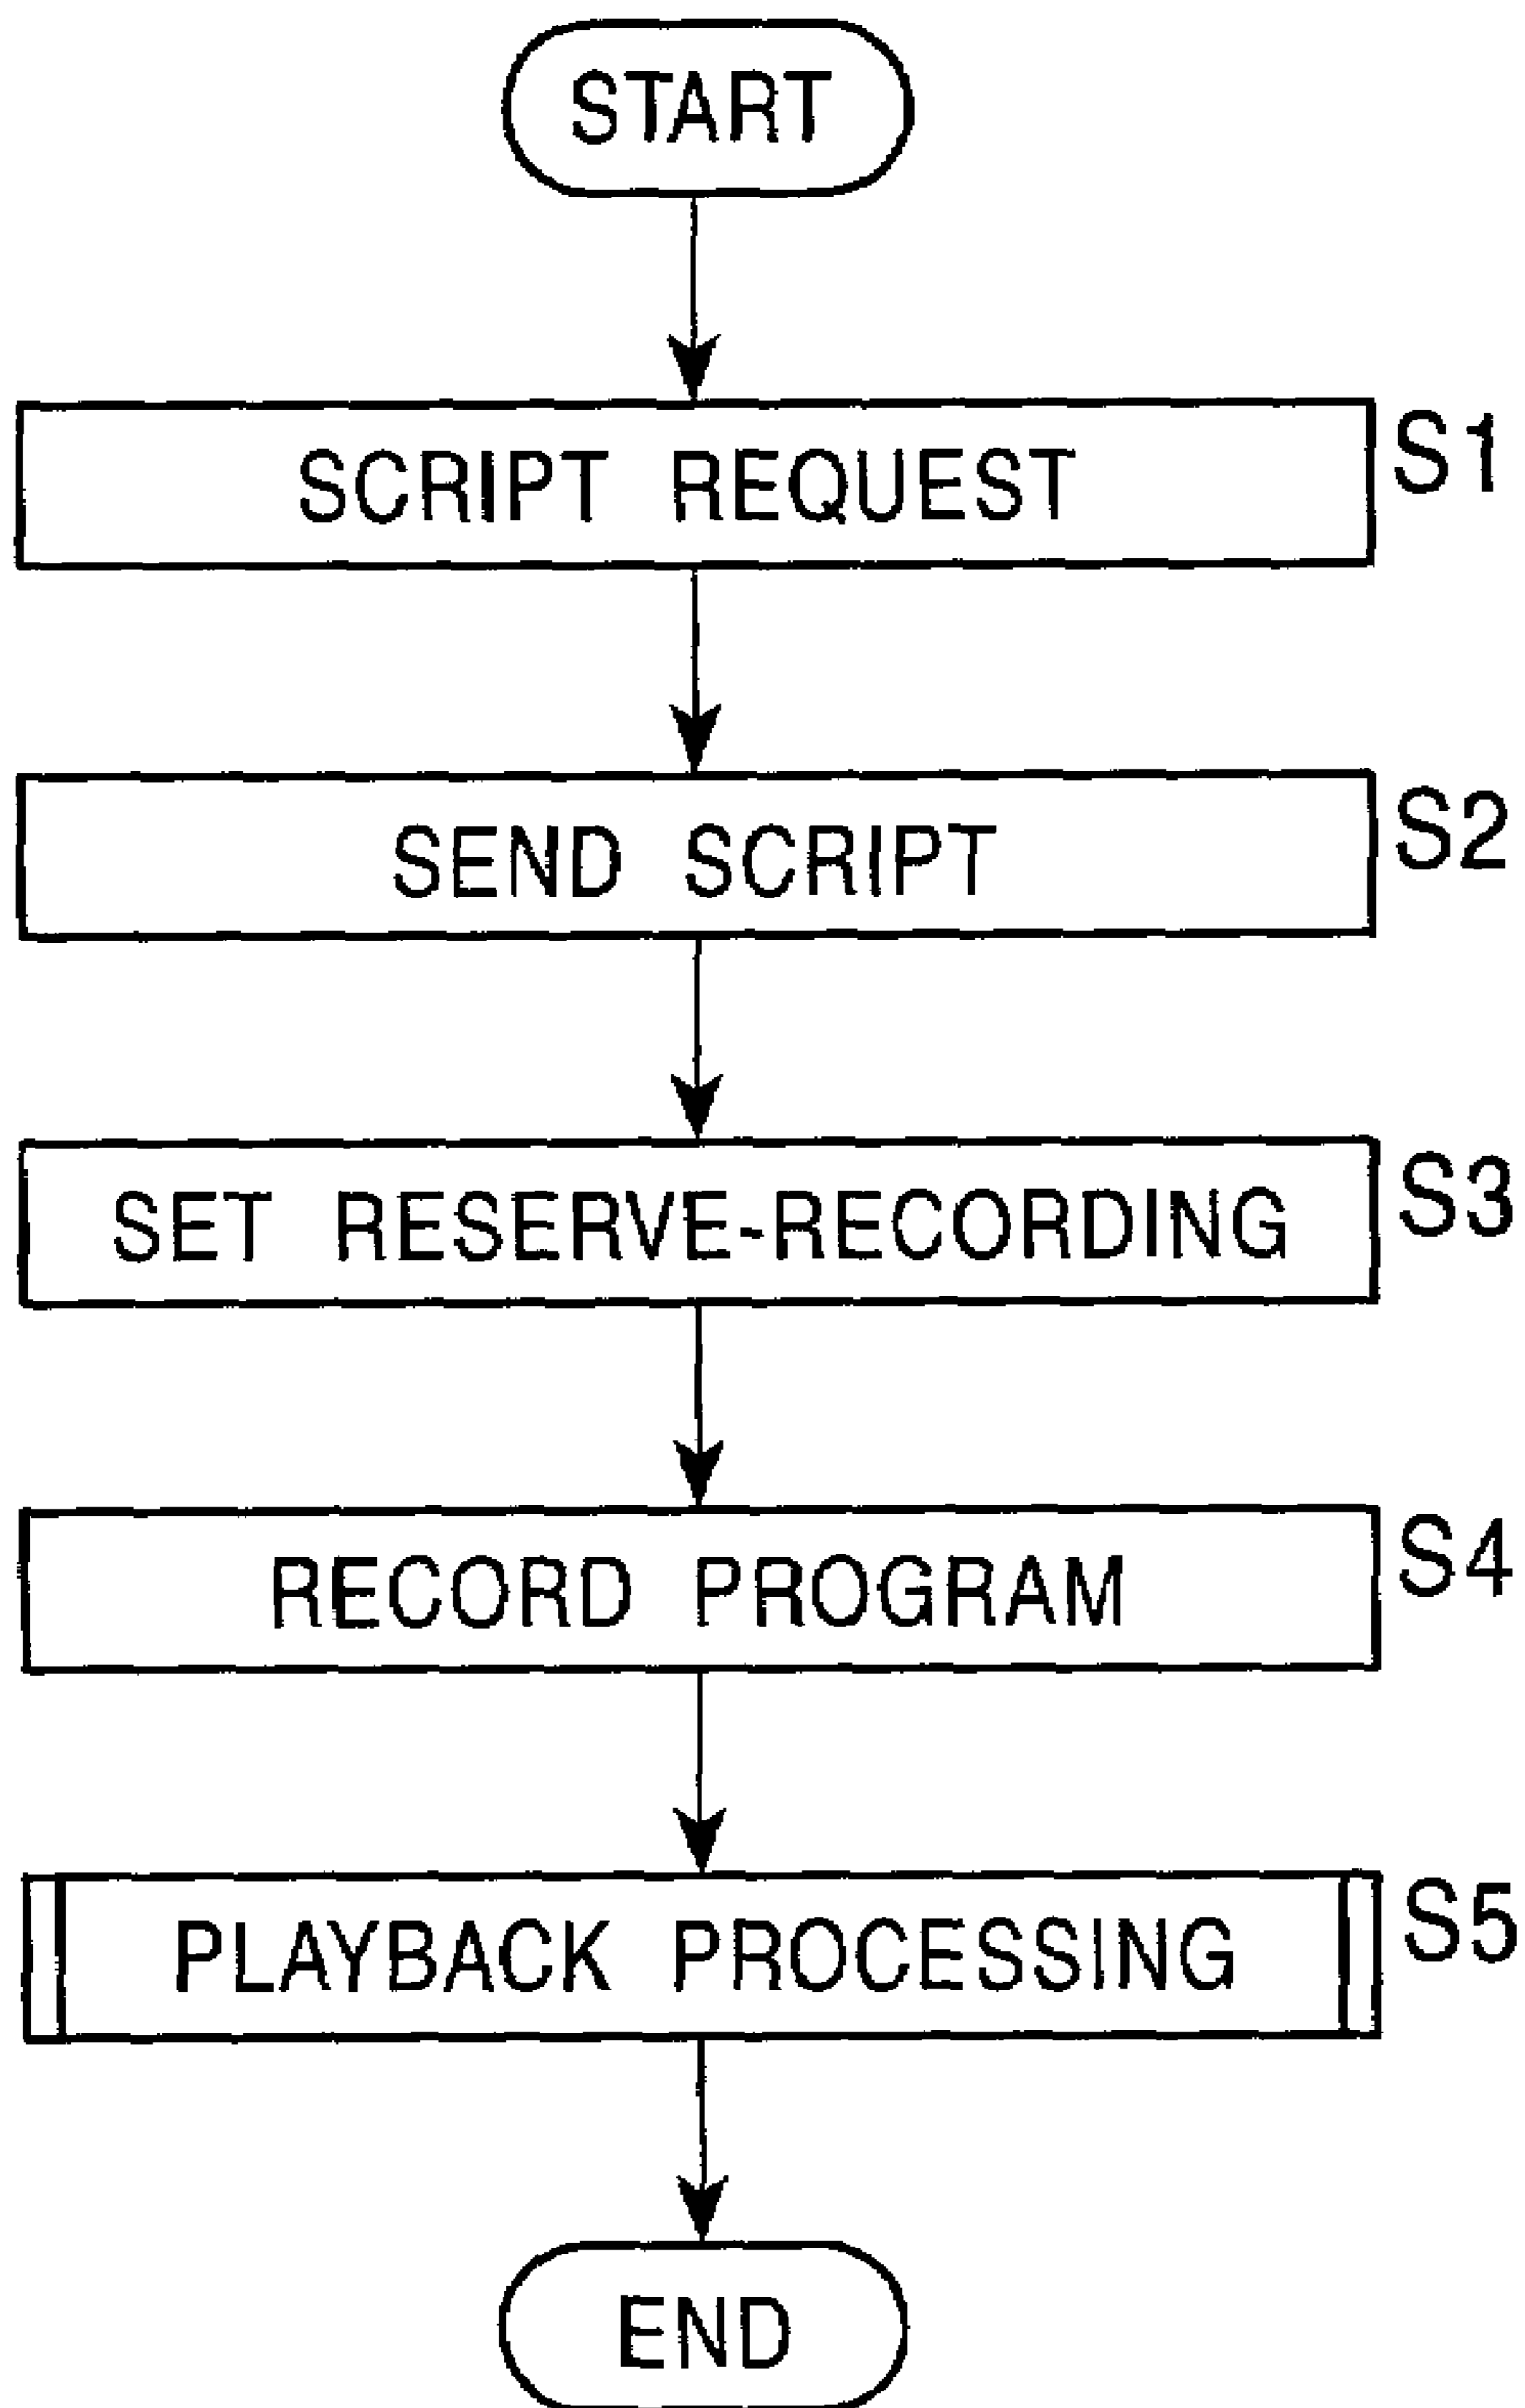 START
SCRIPT REQUEST S1
SEND SCRIPT S2
SET RESERVE-RECORDING S3
RECORD PROGRAM S4
PLAYBACK PROCESSING S5
END